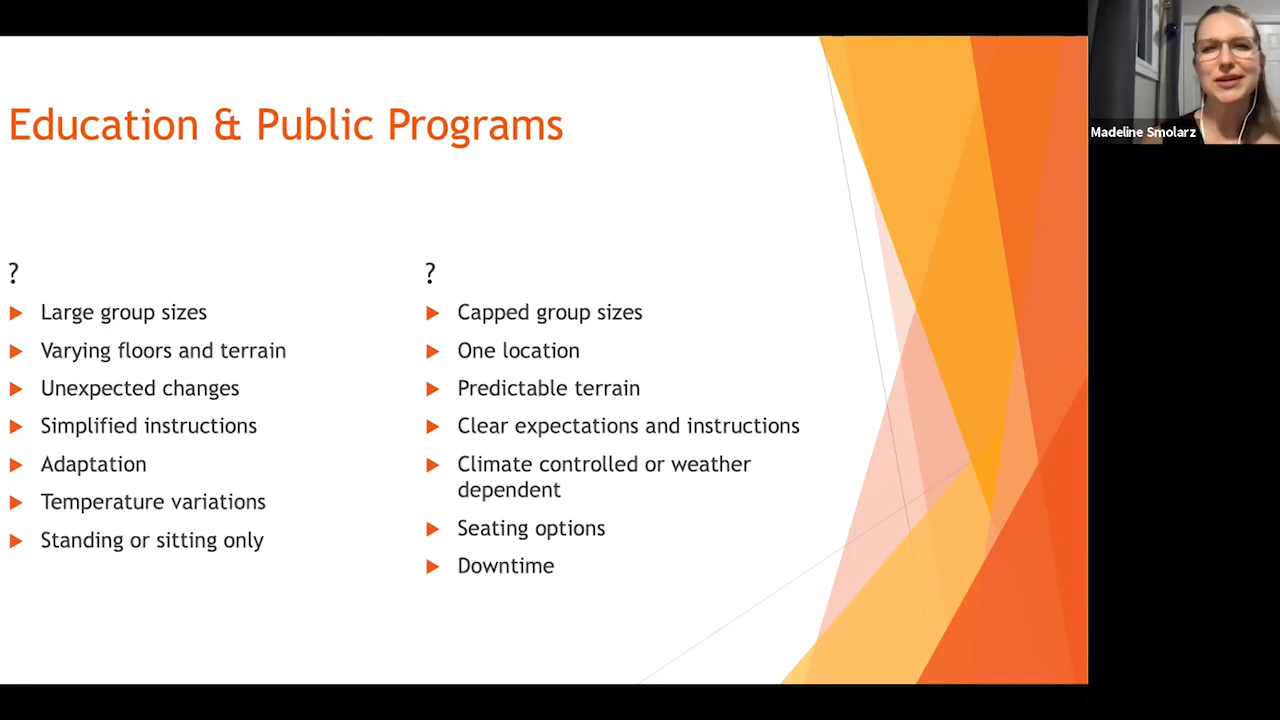 Education & Public Programs
?
Large group sizes
Varying floors and terrain
Unexpected changes
Simplified instructions
Adaptation
Temperature variations
Standing or sitting only
?
Capped group sizes
One location
Predictable terrain
Clear expectations and instructions
Climate controlled or weather
dependent
Seating options
Downtime
Madeline Smolarz